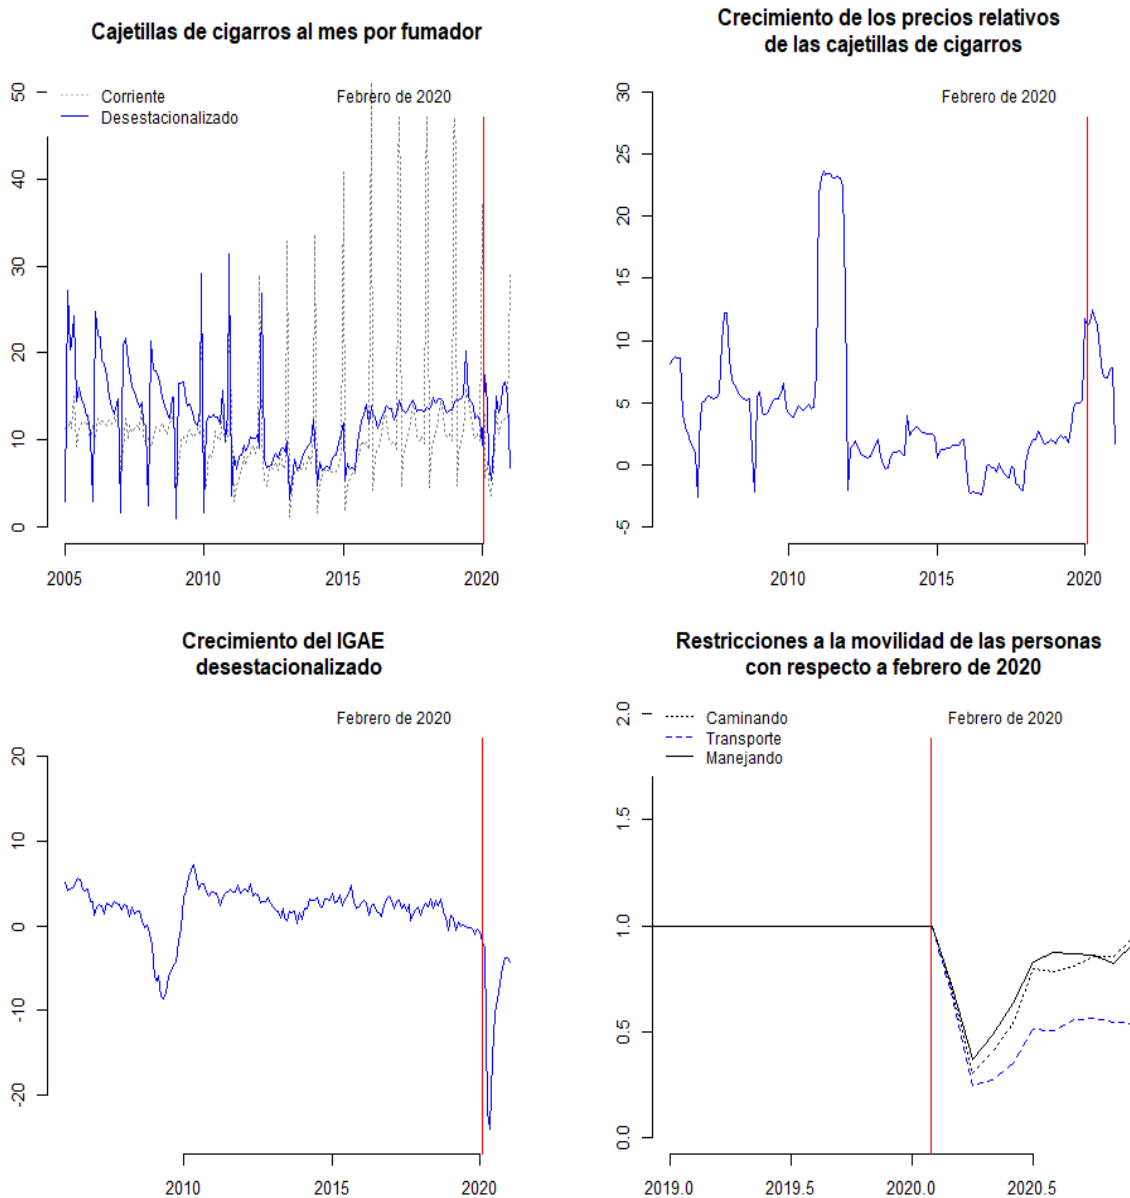 Cajetillas de cigarros al mes por fumador
Corriente
Desestacionalizado
Febrero de 2020
50
40
30
20
10
0
2005
2010
2015
2020
Crecimiento de los precios relativos
de las cajetillas de cigarros
Febrero de 2020
30
25
20
15
10
5
0
-5
2010
2015
2020
Crecimiento del IGAE
desestacionalizado
Febrero de 2020
20
10
0
-10
-20
2010
2020
Restricciones a la movilidad de las personas
con respecto a febrero de 2020
Caminando
Transporte
Manejando
Febrero de 2020
2.0
1.5
1.0
0.5
0.0
2019.0
2019.5
2020.0
2020.5